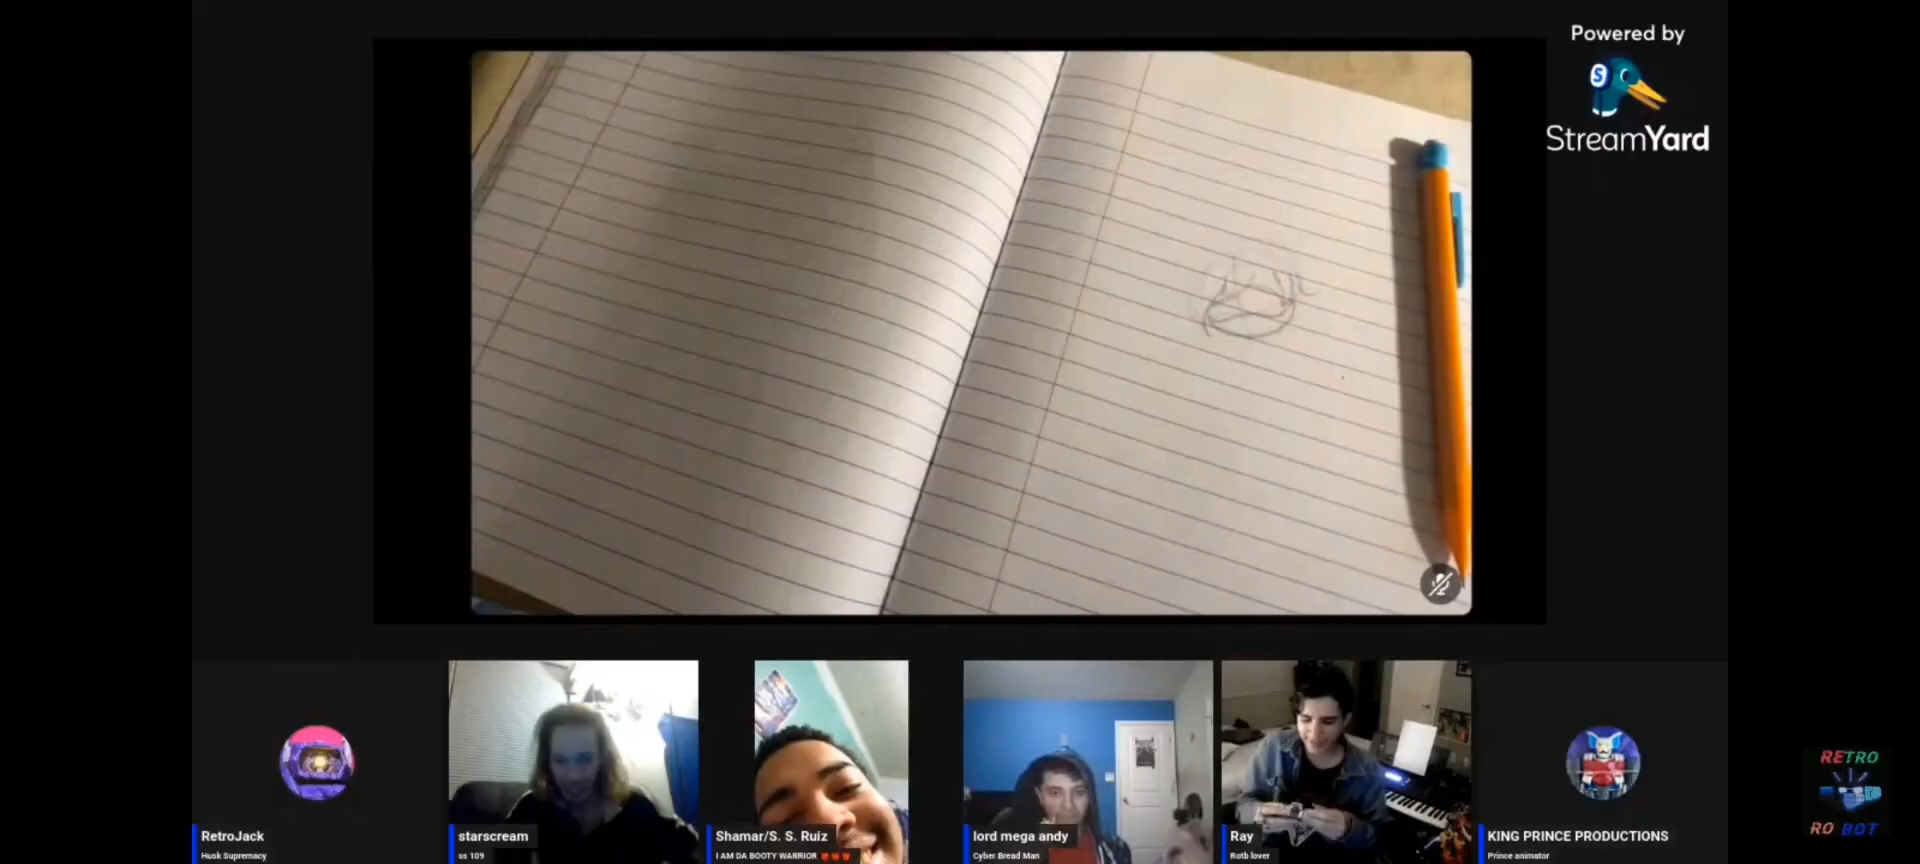 Powered by
S
StreamYard
RetroJack
Husk Supremacy
starscream
ss 109
Shamar/S. S. Ruiz
I AM DA BOOTY WARRIOR
lord mega andy
Cyber Bread Man
Ray
Rotb lover
KING PRINCE PRODUCTIONS
Prince animator
RETRO
RO BOT